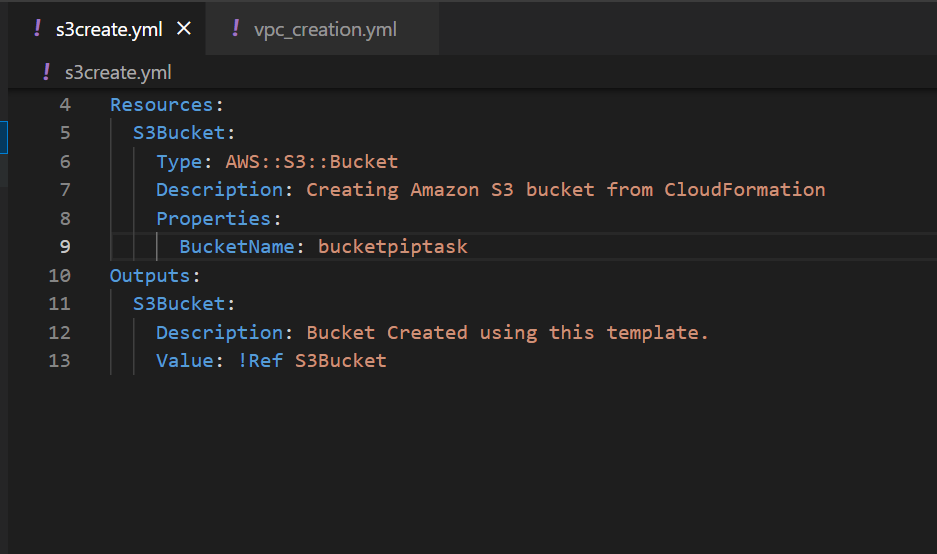 ! s3create.yml × ! vpc_creation.yml
! s3create.yml
4 Resources:
5 S3Bucket:
6 Type: AWS::S3::Bucket
7 Description: Creating Amazon S3 bucket from CloudFormation
8 Properties:
9 BucketName: bucketpiptask
10 Outputs:
11 S3Bucket:
12 Description: Bucket Created using this template.
13 Value: !Ref S3Bucket